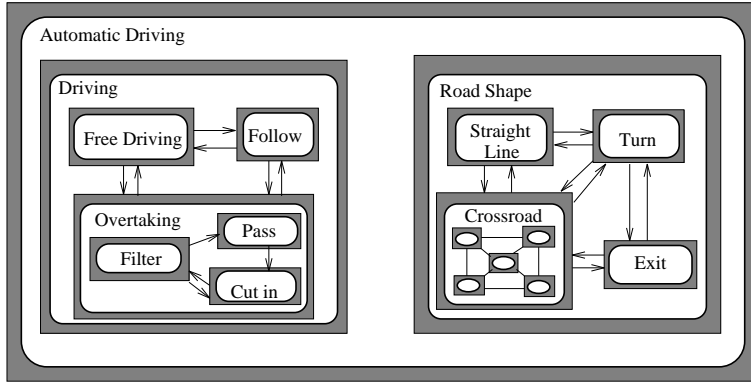 Automatic Driving
Driving
Free Driving
Follow
Overtaking
Pass
Filter
Cut in
Road Shape
Straight
Line
Turn
Crossroad
Exit